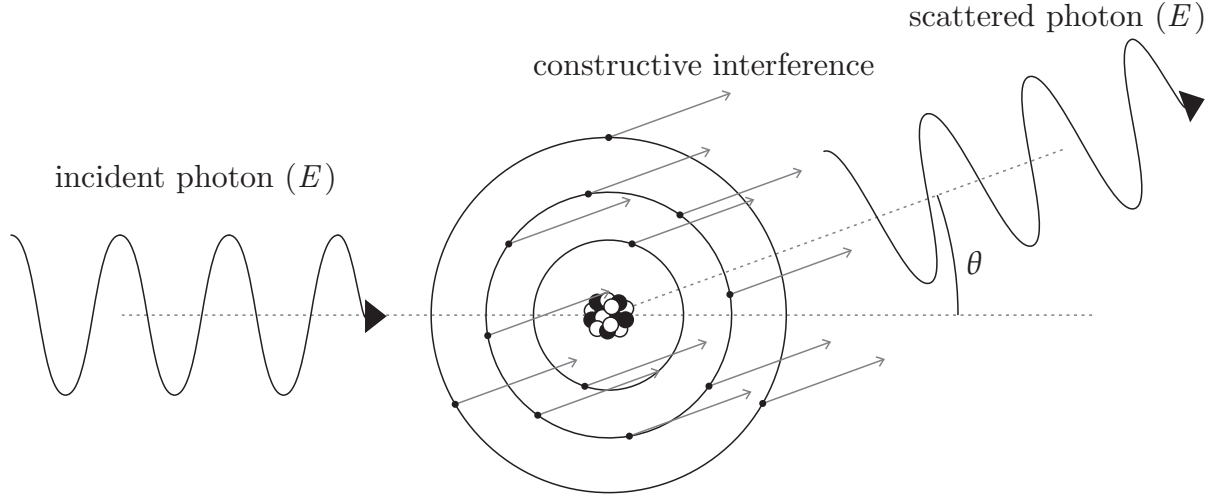 scattered photon (E)
constructive interference
incident photon (E)
θ